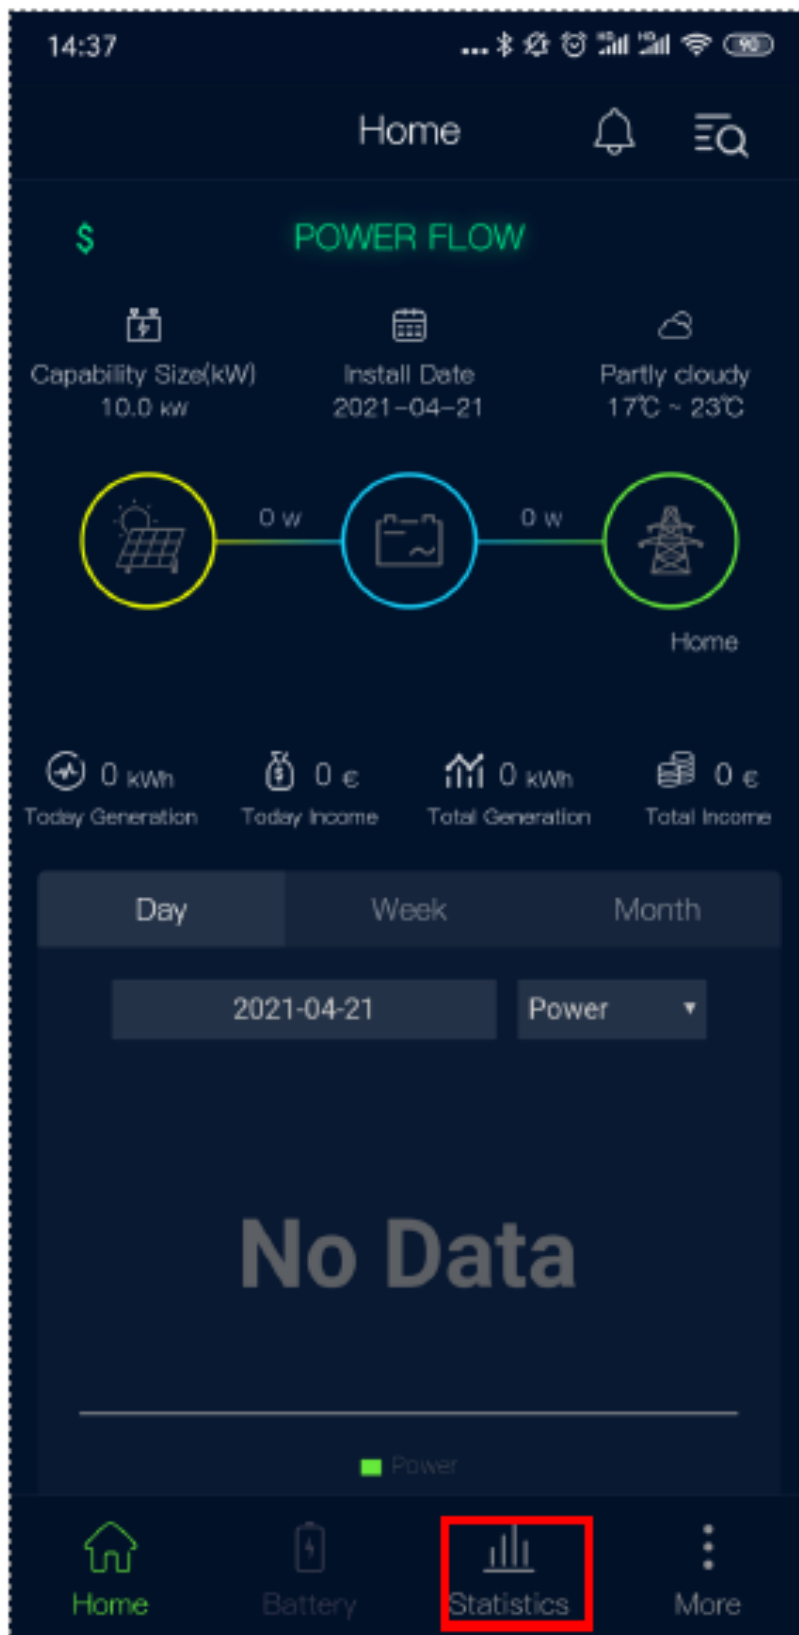 14:37
90
Home
$
POWER FLOW
Capability Size(kW)
10.0 kW
Install Date
2021-04-21
Partly cloudy
17℃ ~ 23℃
0 W
0 W
Home
0 kWh
Today Generation
0 €
Today Income
0 kWh
Total Generation
0 €
Total Income
Day Week Month
2021-04-21 Power
No Data
Power
Home Battery Statistics More